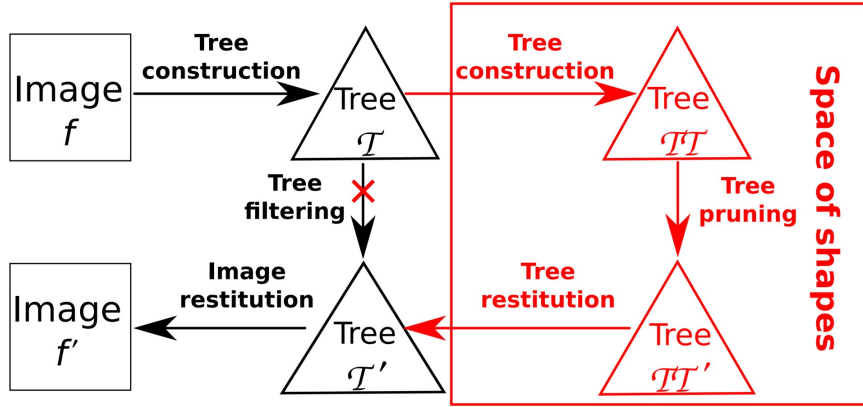 Image
f
Tree
construction
Tree
𝒯
Tree
construction
Tree
𝒯𝒯
Space of shapes
Tree
filtering
Tree
pruning
Image
f′
Image
restitution
Tree
𝒯′
Tree
restitution
Tree
𝒯𝒯′